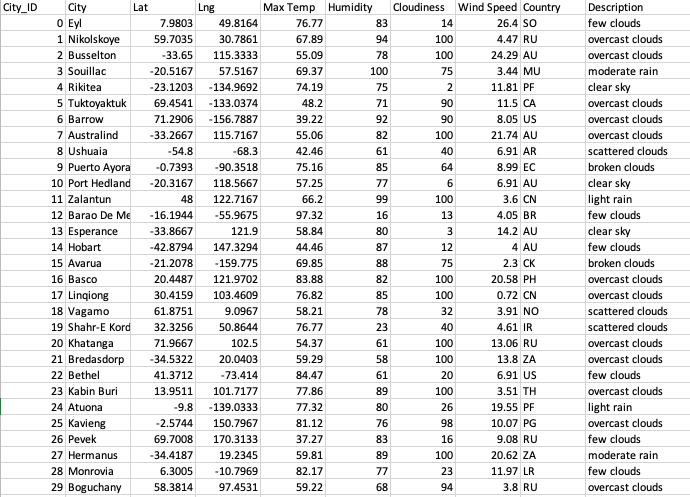 City_ID City Lat Lng Max Temp Humidity Cloudiness Wind Speed Country Description
0 Eyl 7.9803 49.8164 76.77 83 14 26.4 SO few clouds
1 Nikolskoye 59.7035 30.7861 67.89 94 100 4.47 RU overcast clouds
2 Busselton -33.65 115.3333 55.09 78 100 24.29 AU overcast clouds
3 Souillac -20.5167 57.5167 69.37 100 75 3.44 MU moderate rain
4 Rikitea -23.1203 -134.9692 74.19 75 2 11.81 PF clear sky
5 Tuktoyaktuk 69.4541 -133.0374 48.2 71 90 11.5 CA overcast clouds
6 Barrow 71.2906 -156.7887 39.22 92 90 8.05 US overcast clouds
7 Australind -33.2667 115.7167 55.06 82 100 21.74 AU overcast clouds
8 Ushuaia -54.8 -68.3 42.46 61 40 6.91 AR scattered clouds
9 Puerto Ayora -0.7393 -90.3518 75.16 85 64 8.99 EC broken clouds
10 Port Hedland -20.3167 118.5667 57.25 77 6 6.91 AU clear sky
11 Zalantun 48 122.7167 66.2 99 100 3.6 CN light rain
12 Barao De Me -16.1944 -55.9675 97.32 16 13 4.05 BR few clouds
13 Esperance -33.8667 121.9 58.84 80 3 14.2 AU clear sky
14 Hobart -42.8794 147.3294 44.46 87 12 4 AU few clouds
15 Avarua -21.2078 -159.775 69.85 88 75 2.3 CK broken clouds
16 Basco 20.4487 121.9702 83.88 82 100 20.58 PH overcast clouds
17 Linqiong 30.4159 103.4609 76.82 85 100 0.72 CN overcast clouds
18 Vagamo 61.8751 9.0967 58.21 78 32 3.91 NO scattered clouds
19 Shahr-E Kord 32.3256 50.8644 76.77 23 40 4.61 IR scattered clouds
20 Khatanga 71.9667 102.5 54.37 61 100 13.06 RU overcast clouds
21 Bredasdorp -34.5322 20.0403 59.29 58 100 13.8 ZA overcast clouds
22 Bethel 41.3712 -73.414 84.47 61 20 6.91 US few clouds
23 Kabin Buri 13.9511 101.7177 77.86 89 100 3.51 TH overcast clouds
24 Atuona -9.8 -139.0333 77.32 80 26 19.55 PF light rain
25 Kavieng -2.5744 150.7967 81.12 76 98 10.07 PG overcast clouds
26 Pevek 69.7008 170.3133 37.27 83 16 9.08 RU few clouds
27 Hermanus -34.4187 19.2345 59.81 89 100 20.62 ZA moderate rain
28 Monrovia 6.3005 -10.7969 82.17 77 23 11.97 LR few clouds
29 Boguchany 58.3814 97.4531 59.22 68 94 3.8 RU overcast clouds